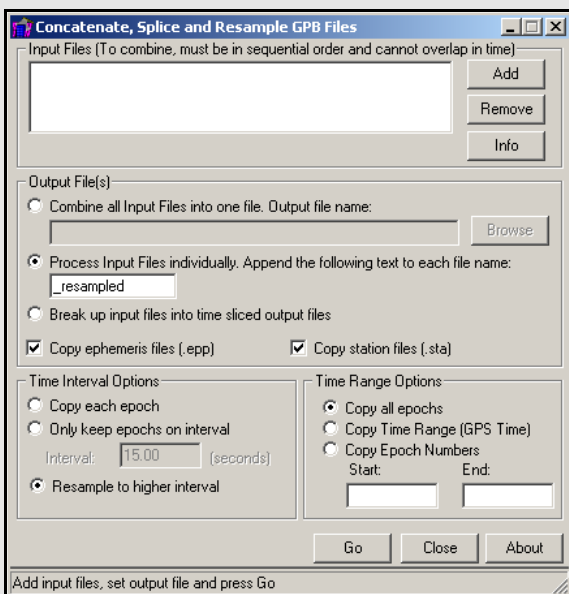 Concatenate, Splice and Resample GPB Files
Input Files (To combine, must be in sequential order and cannot overlap in time)
Add
Remove
Info
Output File(s)
Combine all Input Files into one file. Output file name:
Browse
Process Input Files individually. Append the following text to each file name:
_resampled
Break up input files into time sliced output files
Copy ephemeris files (.epp)
Copy station files (.sta)
Time Interval Options
Copy each epoch
Only keep epochs on interval
Interval: 15.00 (seconds)
Resample to higher interval
Time Range Options
Copy all epochs
Copy Time Range (GPS Time)
Copy Epoch Numbers
Start: End:
Go Close About
Add input files, set output file and press Go